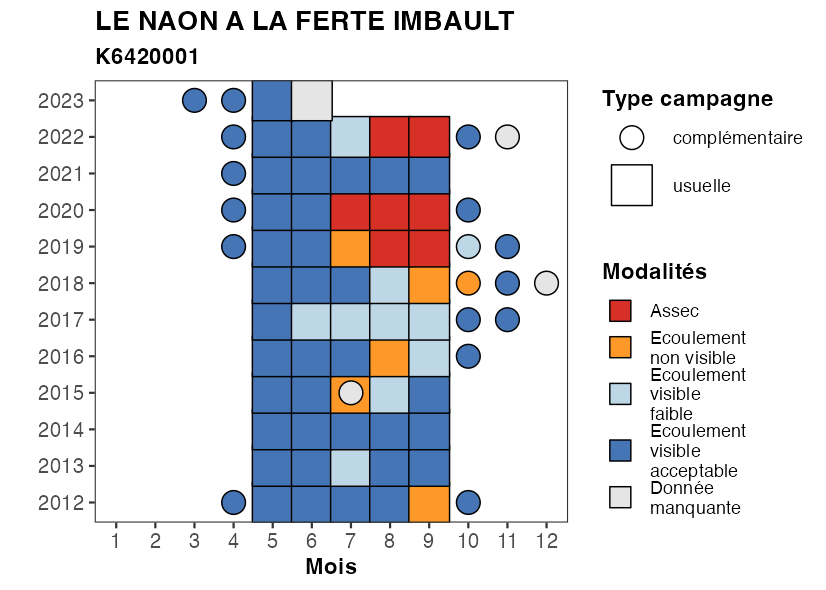 LE NAON A LA FERTE IMBAULT
K6420001
2023
2022
2021
2020
2019
2018
2017
2016
2015
2014
2013
2012
1 2 3 4 5 6 7 8 9 10 11 12
Mois
Type campagne
complémentaire
usuelle
Modalités
Assec
Ecoulement
non visible
Ecoulement
visible
faible
Ecoulement
visible
acceptable
Donnée
manquante